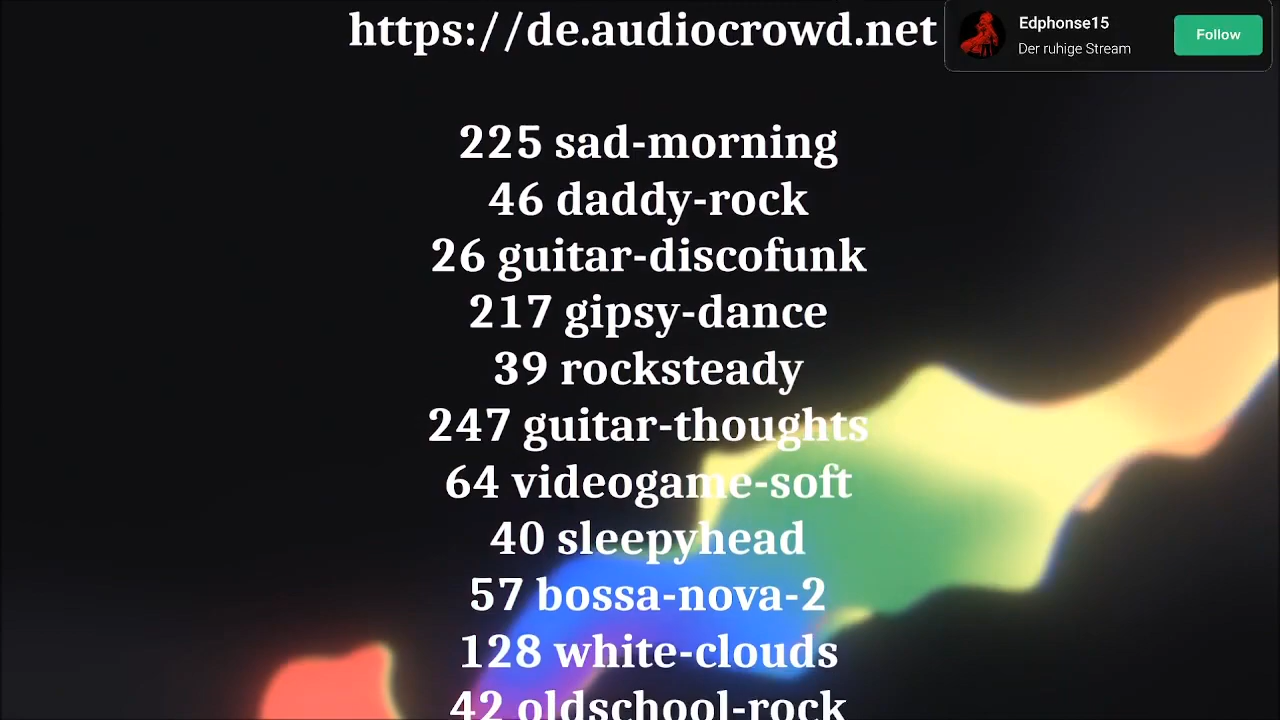 https://de.audiocrowd.net
Edphonse15
Der ruhige Stream
Follow
225 sad-morning
46 daddy-rock
26 guitar-discofunk
217 gipsy-dance
39 rocksteady
247 guitar-thoughts
64 videogame-soft
40 sleepyhead
57 bossa-nova-2
128 white-clouds
42 oldschool-rock